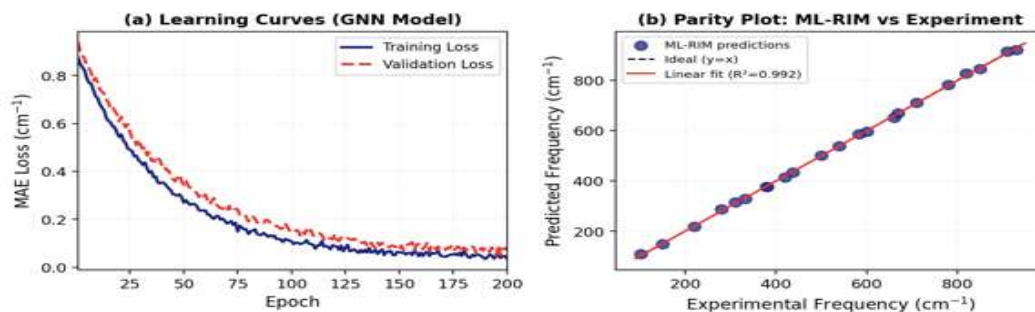 (a) Learning Curves (GNN Model)
Training Loss
Validation Loss
MAE Loss (cm⁻¹)
0.8
0.6
0.4
0.2
0.0
25 50 75 100 125 150 175 200
Epoch
(b) Parity Plot: ML-RIM vs Experiment
ML-RIM predictions
Ideal (y=x)
Linear fit (R²=0.992)
Predicted Frequency (cm⁻¹)
800
600
400
200
200 400 600 800
Experimental Frequency (cm⁻¹)